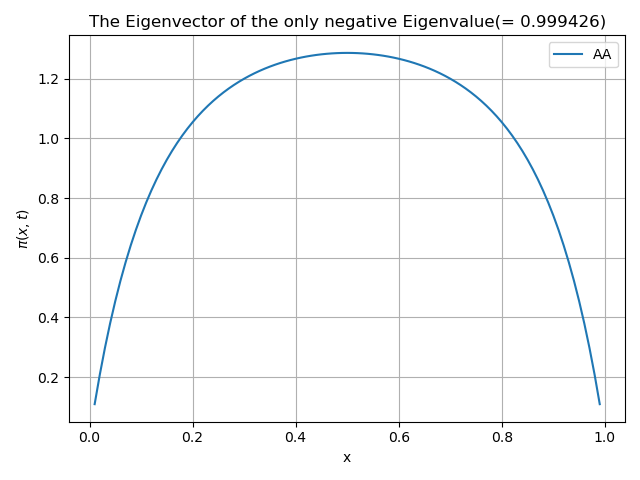 The Eigenvector of the only negative Eigenvalue(= 0.999426)
AA
1.2
1.0
0.8
0.6
0.4
0.2
π(x, t)
0.0 0.2 0.4 0.6 0.8 1.0
x